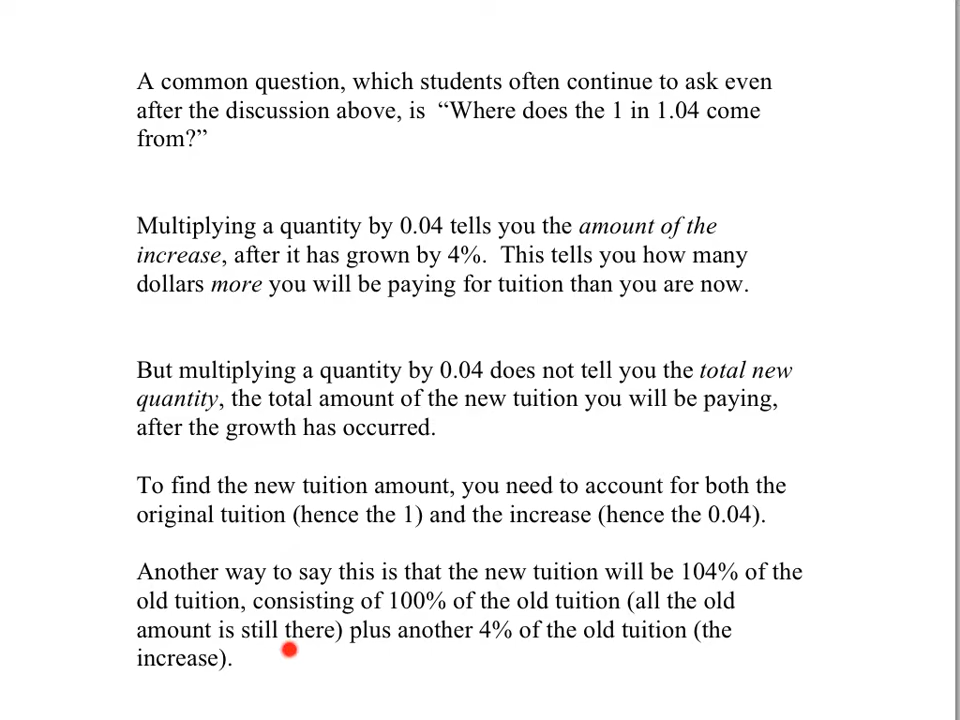 A common question, which students often continue to ask even
after the discussion above, is “Where does the 1 in 1.04 come
from?”
Multiplying a quantity by 0.04 tells you the amount of the
increase, after it has grown by 4%. This tells you how many
dollars more you will be paying for tuition than you are now.
But multiplying a quantity by 0.04 does not tell you the total new
quantity, the total amount of the new tuition you will be paying,
after the growth has occurred.
To find the new tuition amount, you need to account for both the
original tuition (hence the 1) and the increase (hence the 0.04).
Another way to say this is that the new tuition will be 104% of the
old tuition, consisting of 100% of the old tuition (all the old
amount is still there) plus another 4% of the old tuition (the
increase).